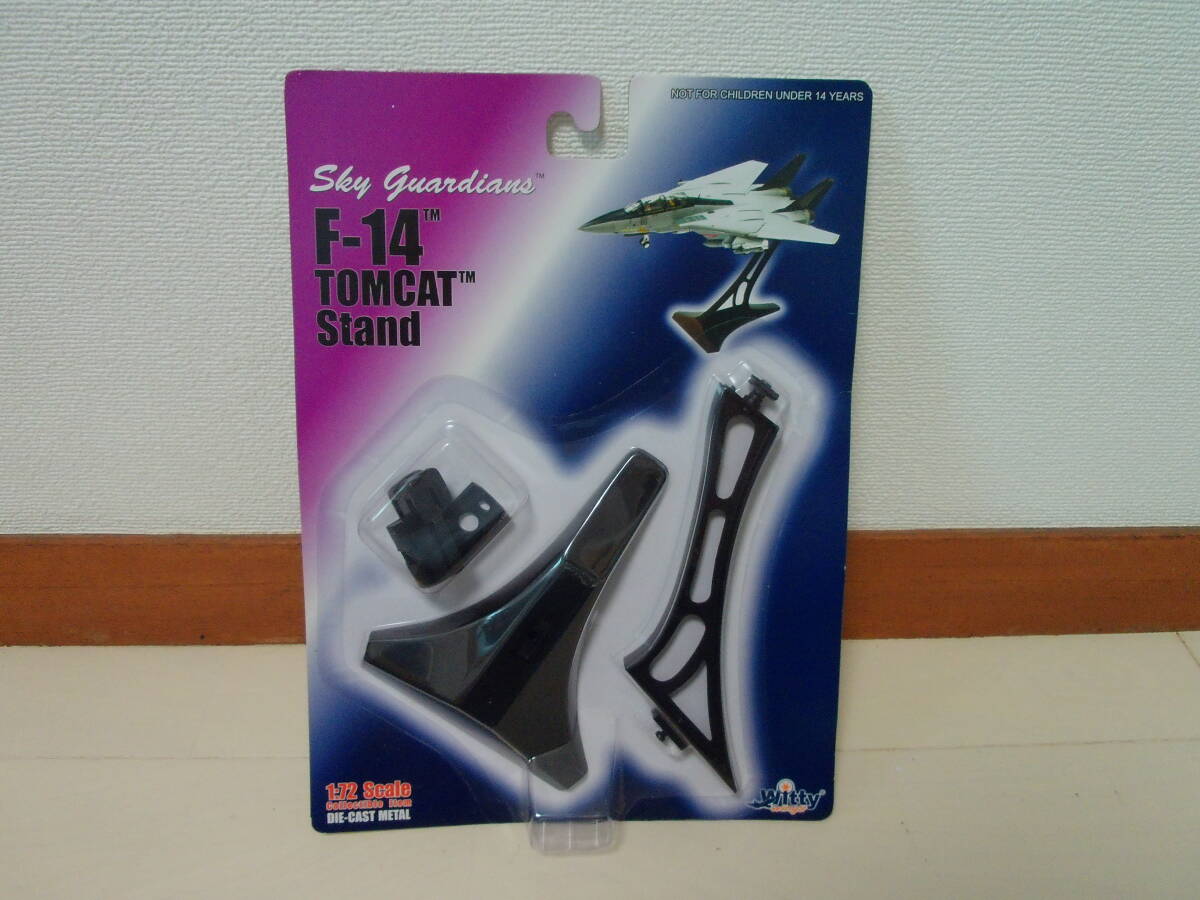 NOT FOR CHILDREN UNDER 14 YEARS
Sky Guardians™
F-14™
TOMCAT™
Stand
1:72 Scale
Collectible Item
DIE-CAST METAL
Witty